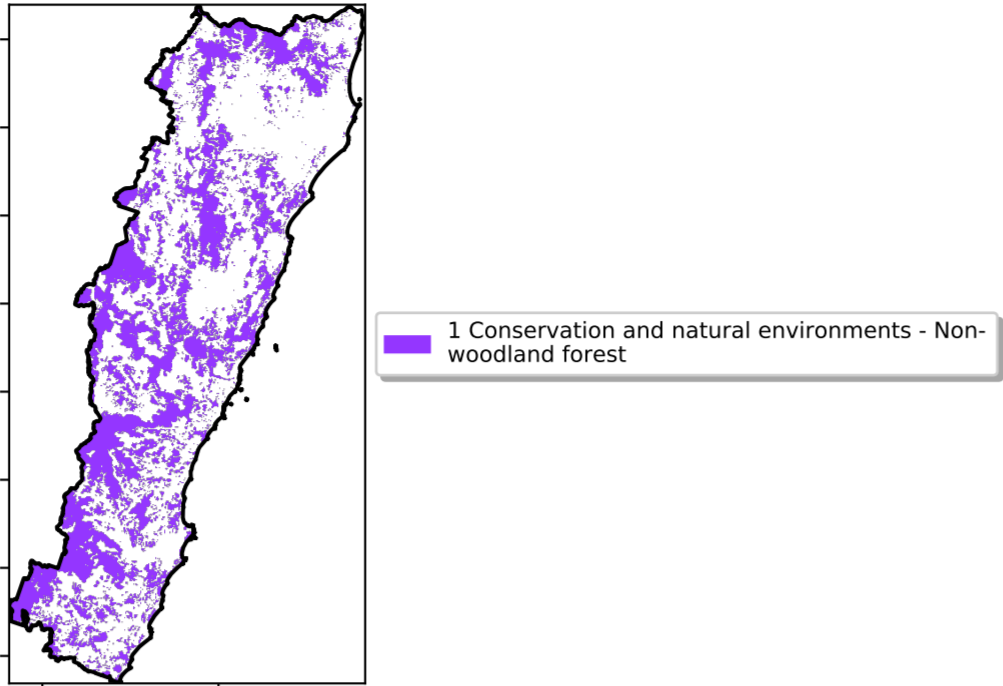 1 Conservation and natural environments - Non-
woodland forest